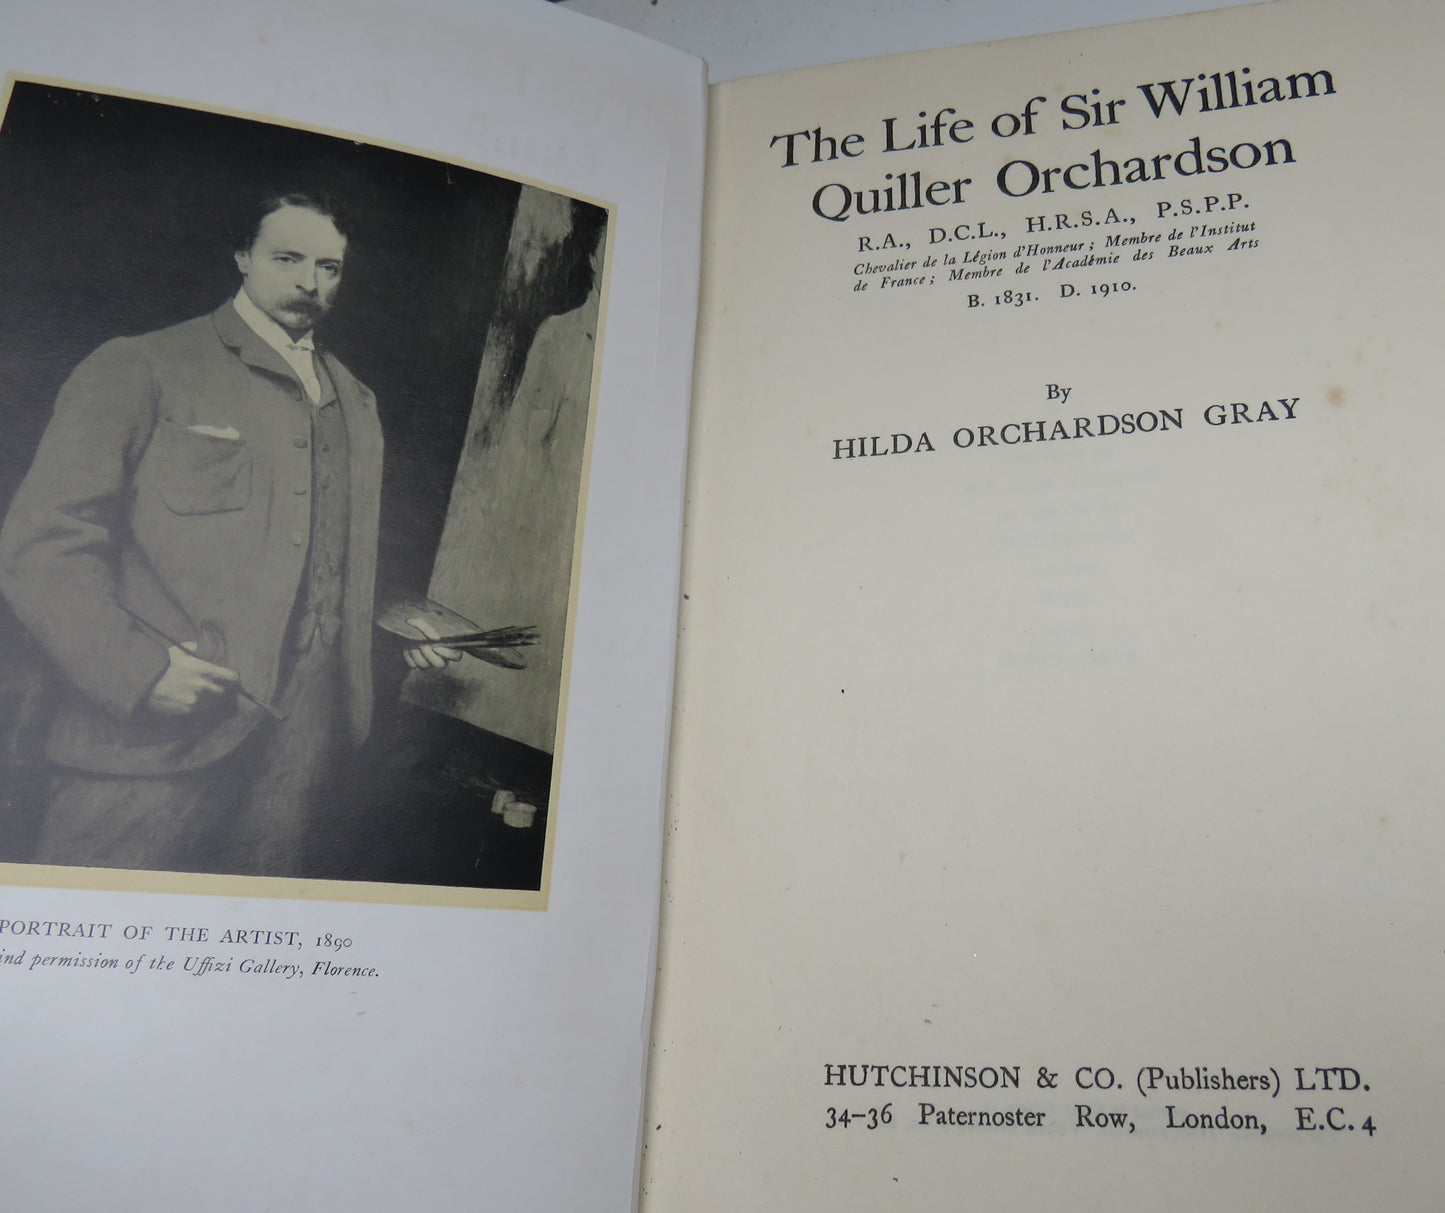 PORTRAIT OF THE ARTIST, 1890
permission of the Uffizi Gallery, Florence.
The Life of Sir William
Quiller Orchardson
R.A., D.C.L., H.R.S.A., P.S.P.P.
Chevalier de la Légion d'Honneur; Membre de l'Institut
de France; Membre de l'Académie des Beaux Arts
B. 1831. D. 1910.
By
HILDA ORCHARDSON GRAY
HUTCHINSON & CO. (Publishers) LTD.
34-36 Paternoster Row, London, E.C. 4